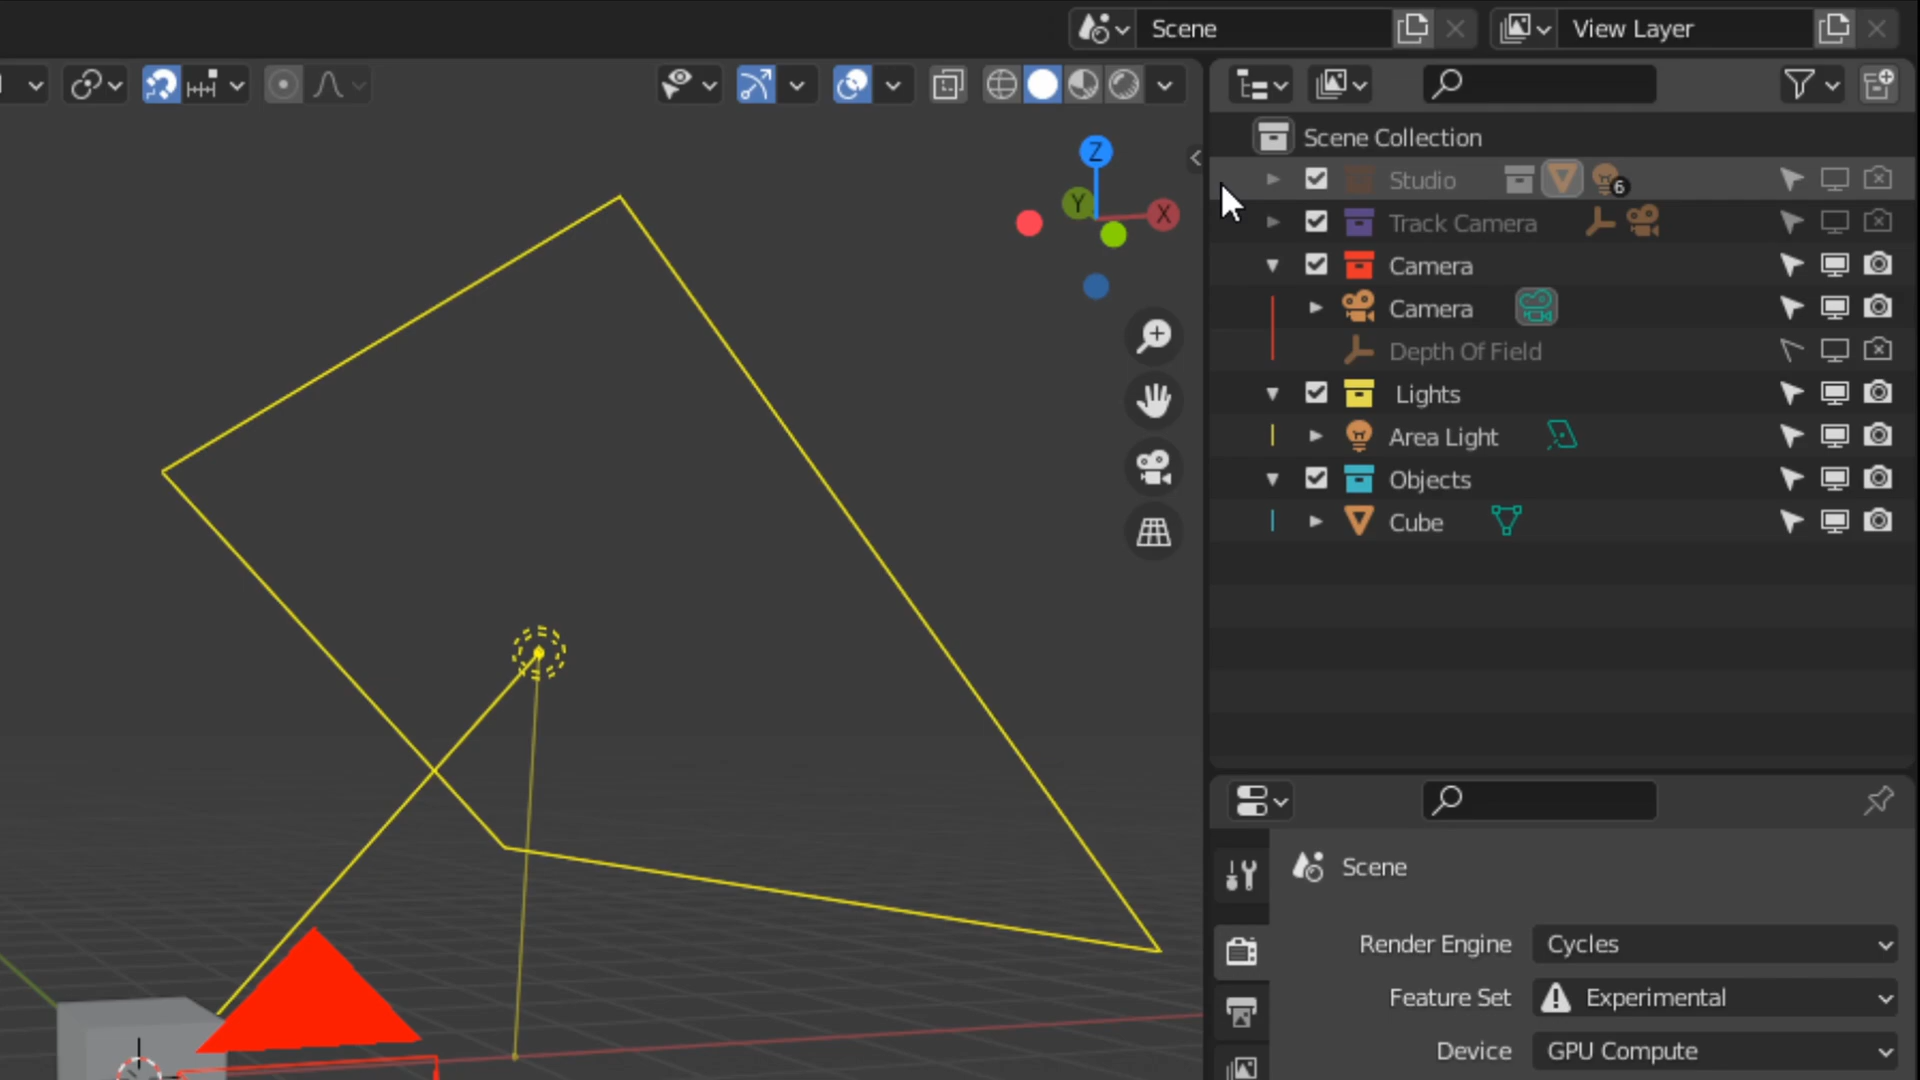 Scene
View Layer
Scene Collection
Studio
6
Track Camera
Camera
Camera
Depth Of Field
Lights
Area Light
Objects
Cube
Z
Y
X
Scene
Render Engine
Cycles
Feature Set
Experimental
Device
GPU Compute